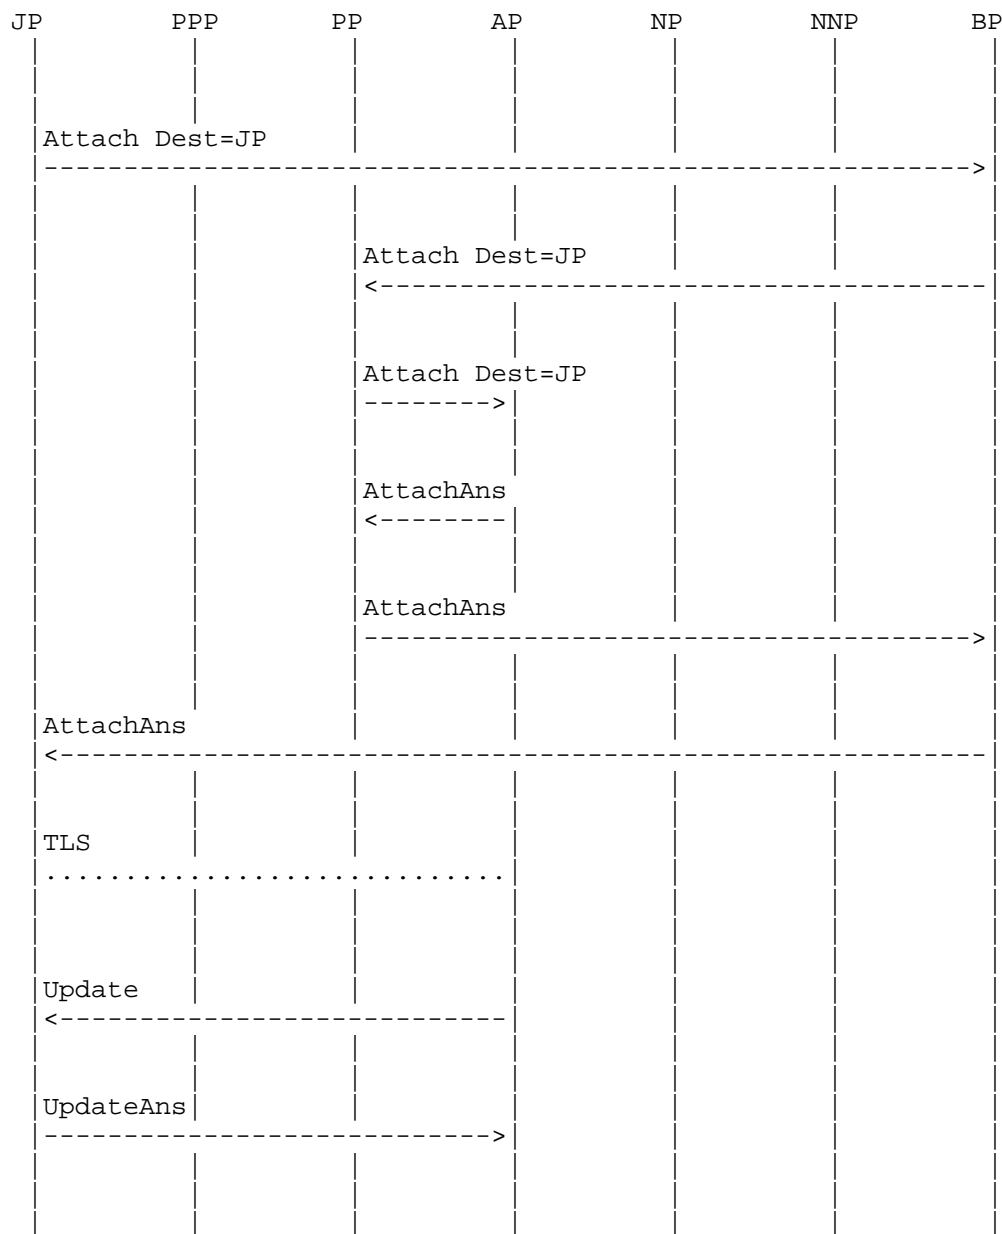 JP PPP PP AP NP NNP BP
Attach Dest=JP
Attach Dest=JP
Attach Dest=JP
AttachAns
AttachAns
AttachAns
TLS
Update
UpdateAns